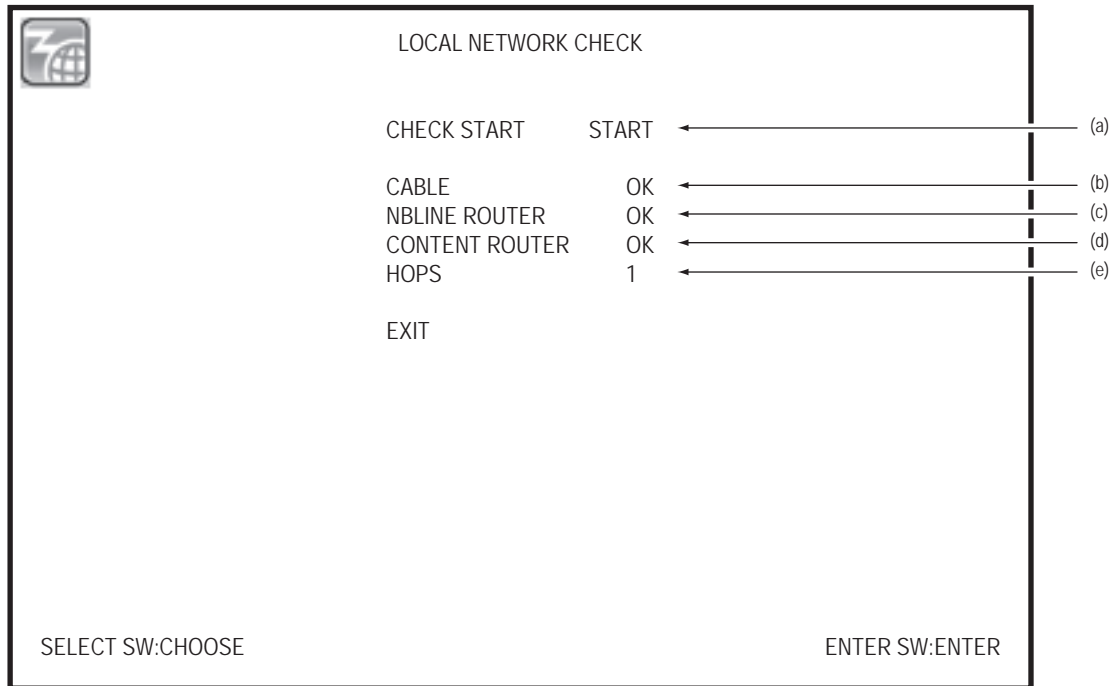 LOCAL NETWORK CHECK
CHECK START START (a)
CABLE OK (b)
NBLINE ROUTER OK (c)
CONTENT ROUTER OK (d)
HOPS 1 (e)
EXIT
SELECT SW:CHOOSE ENTER SW:ENTER